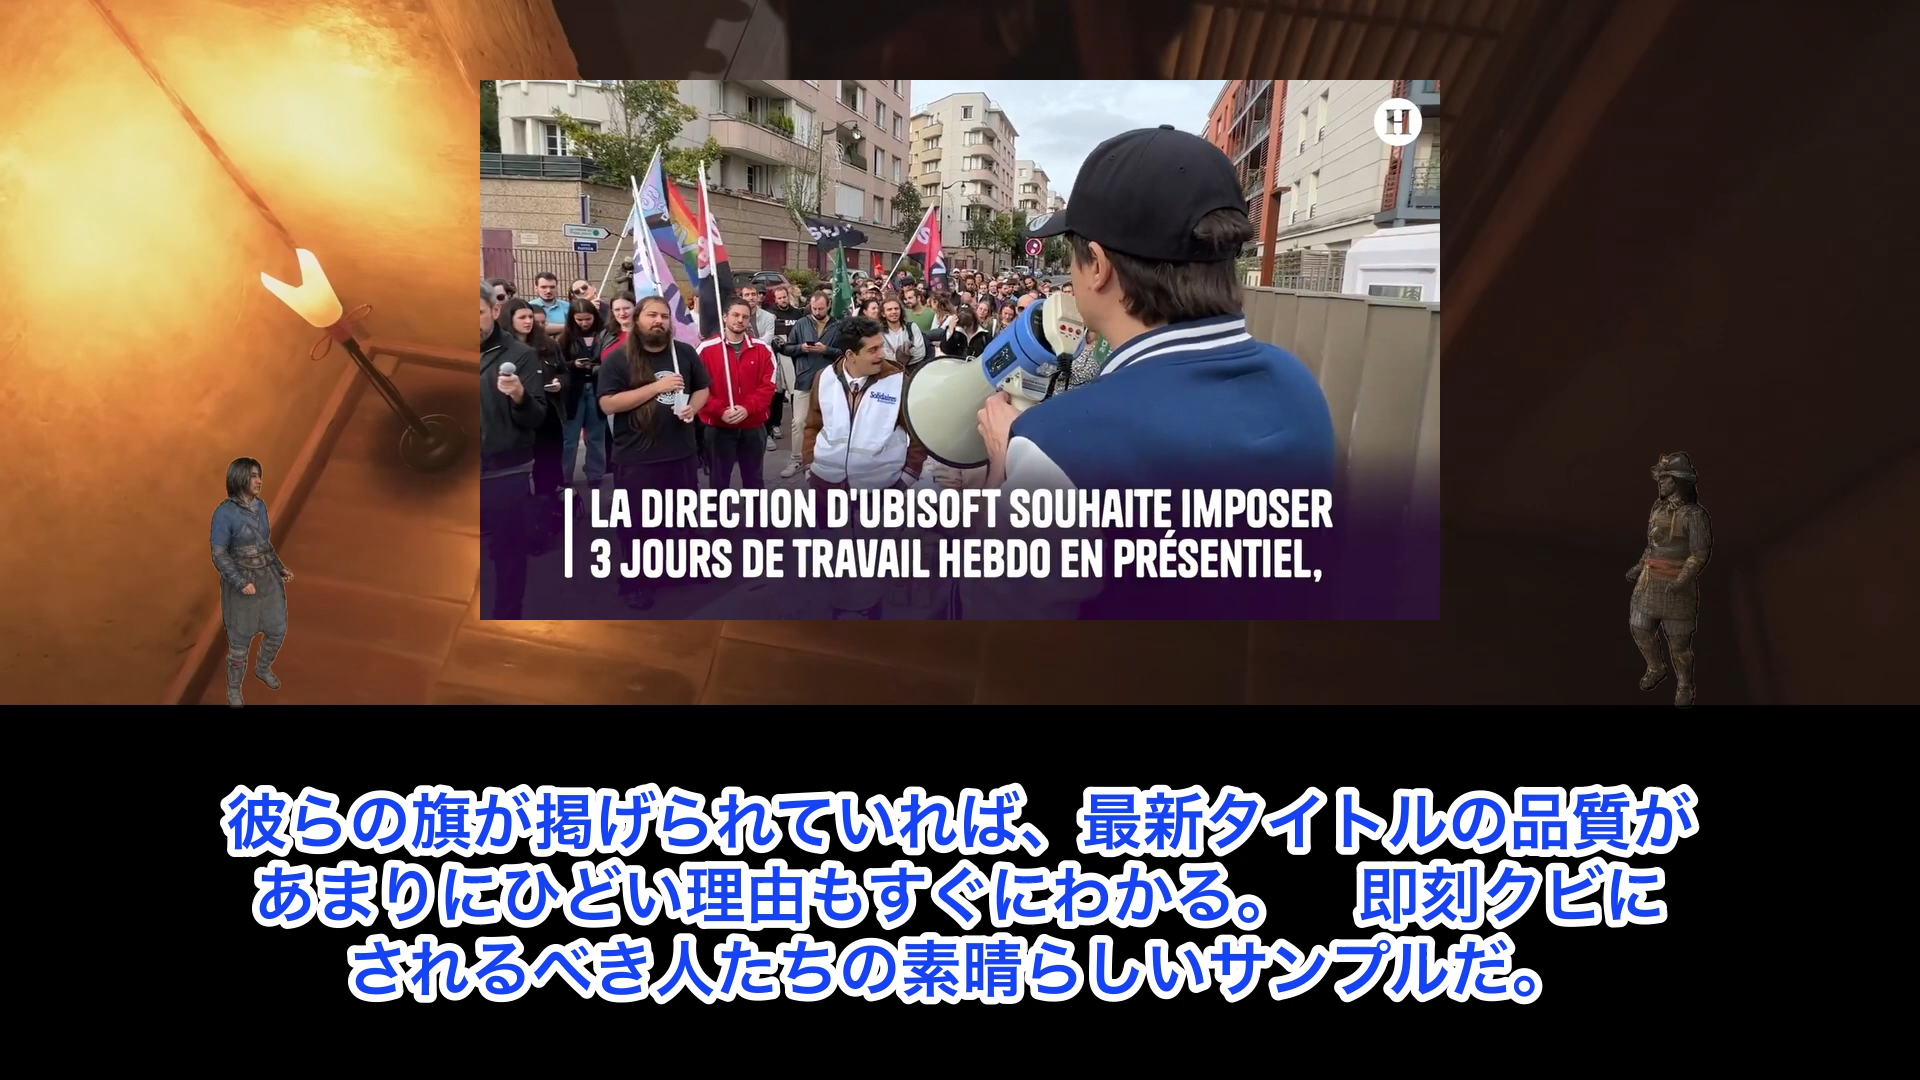 H
Solidaires
LA DIRECTION D'UBISOFT SOUHAITE IMPOSER
3 JOURS DE TRAVAIL HEBDO EN PRÉSENTIEL,
彼らの旗が掲げられていれば、最新タイトルの品質が
あまりにひどい理由もすぐにわかる。　即刻クビに
されるべき人たちの素晴らしいサンプルだ。